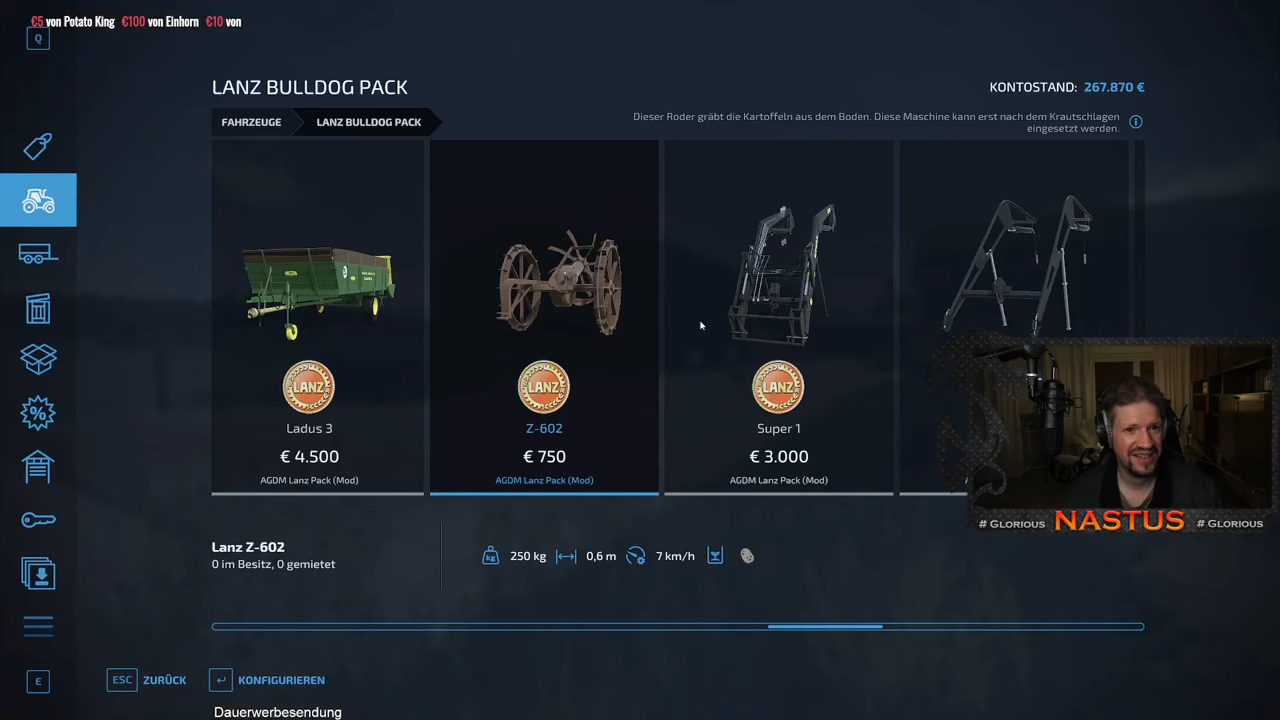 €5 von Potato King €100 von Einhorn €10 von
Q
LANZ BULLDOG PACK
KONTOSTAND: 267.870 €
FAHRZEUGE
LANZ BULLDOG PACK
Dieser Roder gräbt die Kartoffeln aus dem Boden. Diese Maschine kann erst nach dem Krautschlagen
eingesetzt werden.
LANZ
LANZ
LANZ
Ladus 3
Z-602
Super 1
€ 4.500
€ 750
€ 3.000
AGDM Lanz Pack (Mod)
AGDM Lanz Pack (Mod)
AGDM Lanz Pack (Mod)
# Glorious NASTUS # Glorious
Lanz Z-602
0 im Besitz, 0 gemietet
kg 250 kg 0,6 m 7 km/h
E
ESC ZURÜCK
KONFIGURIEREN
Dauerwerbesendung